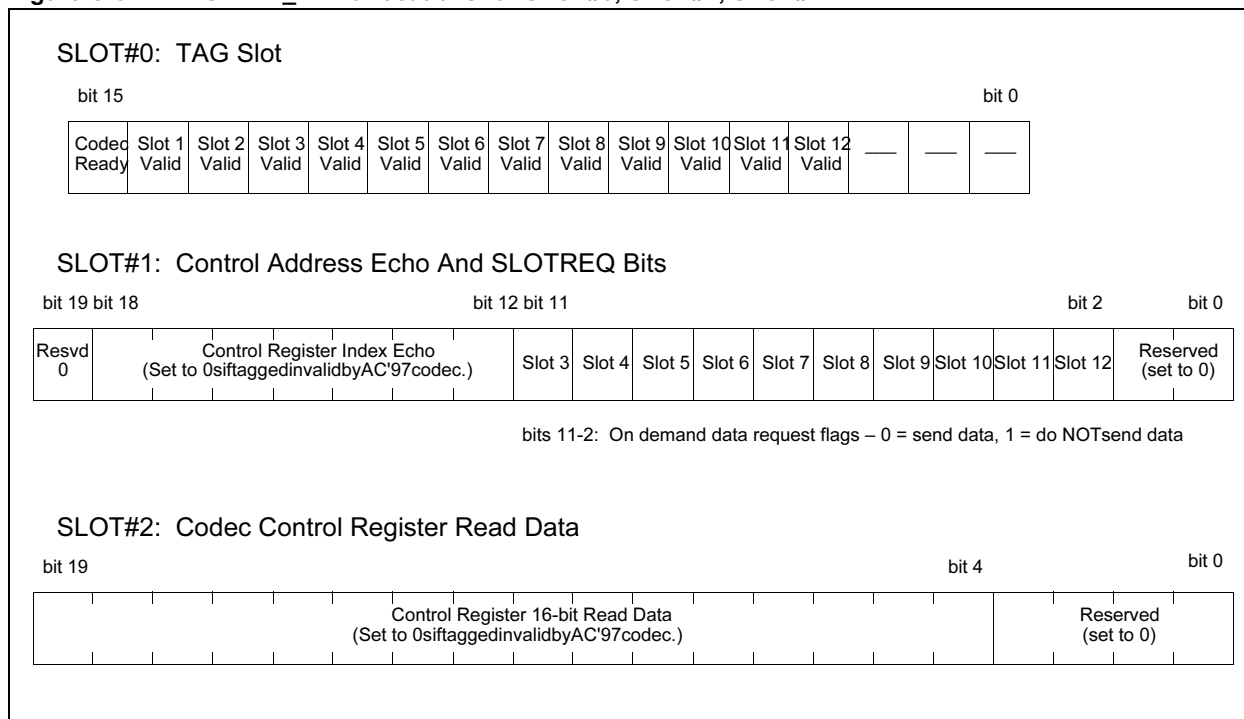 SLOT#0: TAG Slot
bit 15 bit 0
Codec Slot 1 Slot 2 Slot 3 Slot 4 Slot 5 Slot 6 Slot 7 Slot 8 Slot 9 Slot 10 Slot 11 Slot 12
Ready Valid Valid Valid Valid Valid Valid Valid Valid Valid Valid Valid Valid — — —
SLOT#1: Control Address Echo And SLOTREQ Bits
bit 19 bit 18 bit 12 bit 11 bit 2 bit 0
Resvd
0
Control Register Index Echo
(Set to 0siftaggedinvalidbyAC'97codec.)
Slot 3 Slot 4 Slot 5 Slot 6 Slot 7 Slot 8 Slot 9 Slot 10 Slot 11 Slot 12
Reserved
(set to 0)
bits 11-2: On demand data request flags – 0 = send data, 1 = do NOTsend data
SLOT#2: Codec Control Register Read Data
bit 19 bit 4 bit 0
Control Register 16-bit Read Data
(Set to 0siftaggedinvalidbyAC'97codec.)
Reserved
(set to 0)